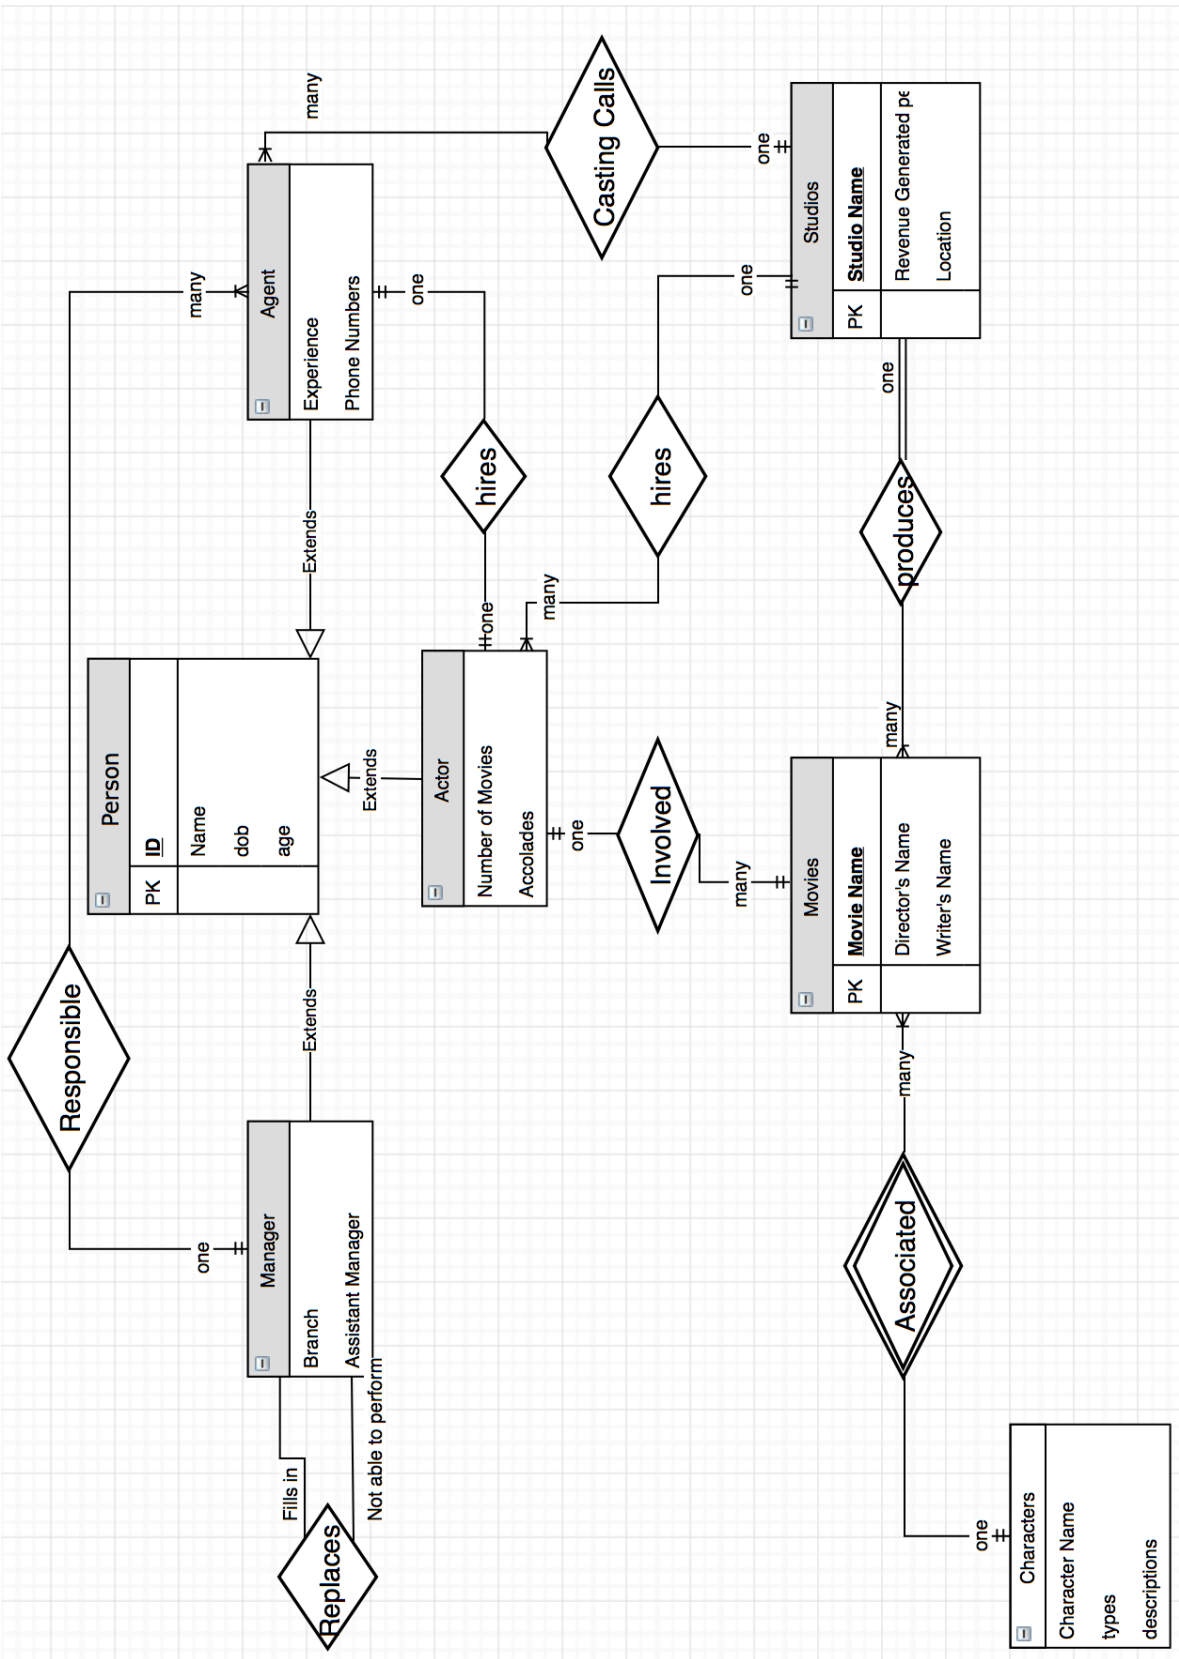 Responsible
Person
PK ID
Name
dob
age
one
many
Manager
Branch
Assistant Manager
Extends
Extends
Agent
Experience
Phone Numbers
many
Fills in
Replaces
Not able to perform
Extends
one
Actor
Number of Movies
Accolades
one
hires
many
one
Involved
hires
Casting Calls
many
one
one
Movies
PK Movie Name
Director's Name
Writer's Name
Studios
PK Studio Name
Revenue Generated pe
Location
many
Associated
many
produces
one
one
Characters
Character Name
types
descriptions